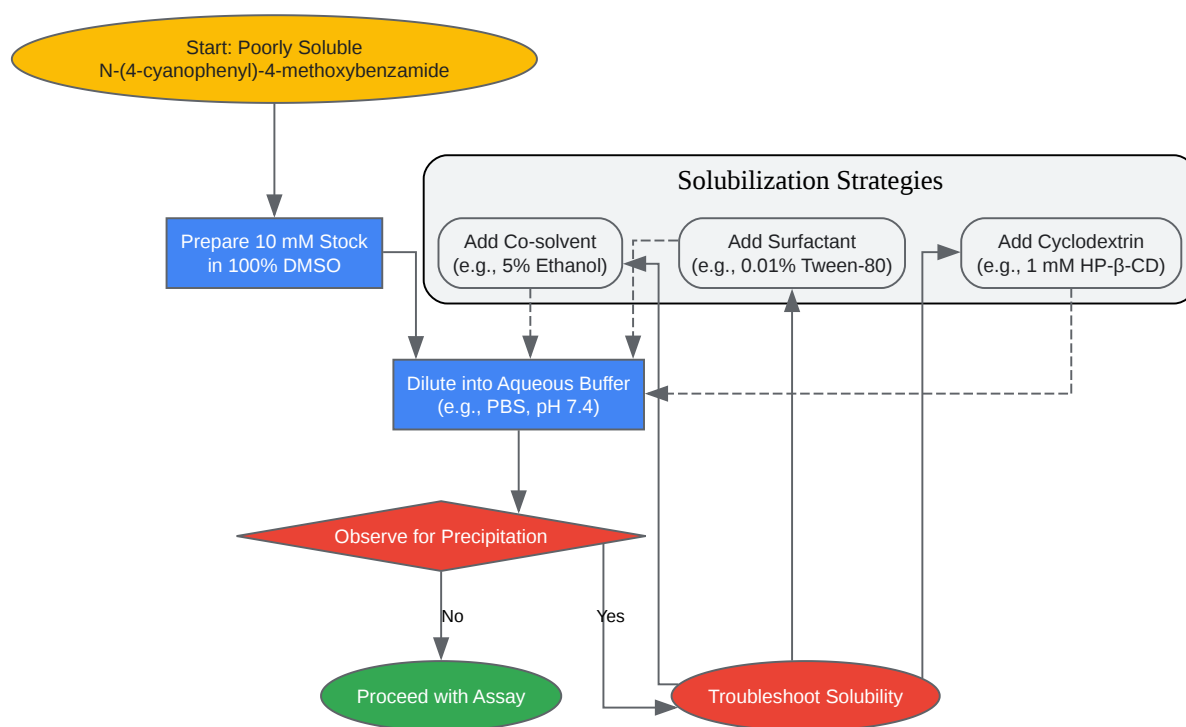 Start: Poorly Soluble
N-(4-cyanophenyl)-4-methoxybenzamide
Solubilization Strategies
Prepare 10 mM Stock
in 100% DMSO
Add Co-solvent
(e.g., 5% Ethanol)
Add Surfactant
(e.g., 0.01% Tween-80)
Add Cyclodextrin
(e.g., 1 mM HP-β-CD)
Dilute into Aqueous Buffer
(e.g., PBS, pH 7.4)
Observe for Precipitation
No
Yes
Proceed with Assay
Troubleshoot Solubility